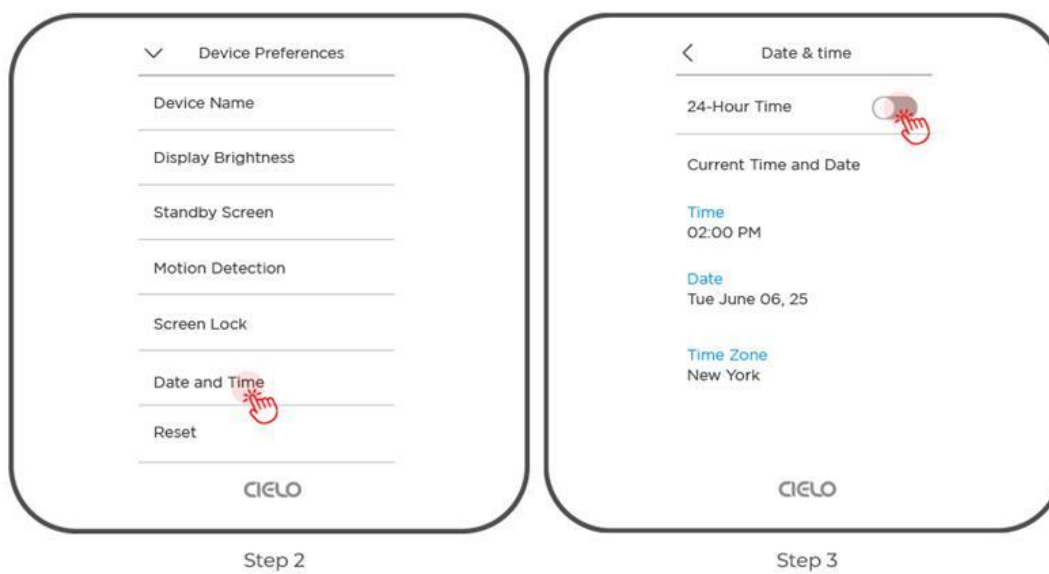 Device Preferences
Device Name
Display Brightness
Standby Screen
Motion Detection
Screen Lock
Date and Time
Reset
CIELO
Step 2
Date & time
24-Hour Time
Current Time and Date
Time
02:00 PM
Date
Tue June 06, 25
Time Zone
New York
CIELO
Step 3